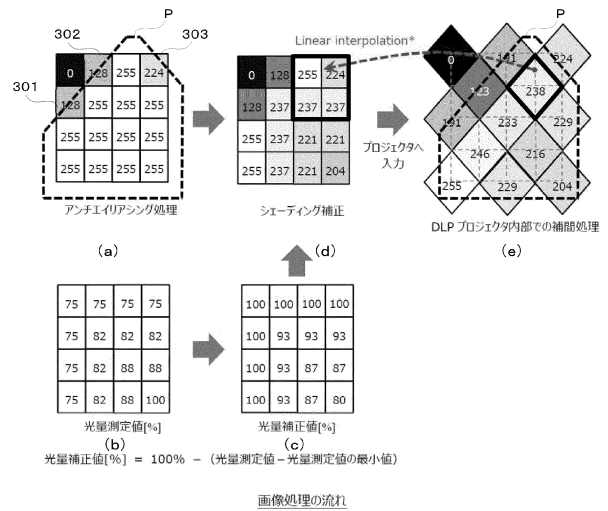 P
302
303
301
0 128 255 224
128 255 255 255
255 255 255 255
255 255 255 255
アンチエイリアシング処理
(a)
Linear interpolation*
0 128 255 224
128 237 237 237
255 237 221 221
255 237 221 204
シェーディング補正
(d)
プロジェクタへ
入力
P
0 191 224
123 238
191 233 229
246 216
255 229 204
DLP プロジェクタ内部での補間処理
(e)
75 75 75 75
75 82 82 82
75 82 88 88
75 82 88 100
光量測定値[%]
(b)
100 100 100 100
100 93 93 93
100 93 87 87
100 93 87 80
光量補正値[%]
(c)
光量補正値[%] = 100% − (光量測定値−光量測定値の最小値)
画像処理の流れ